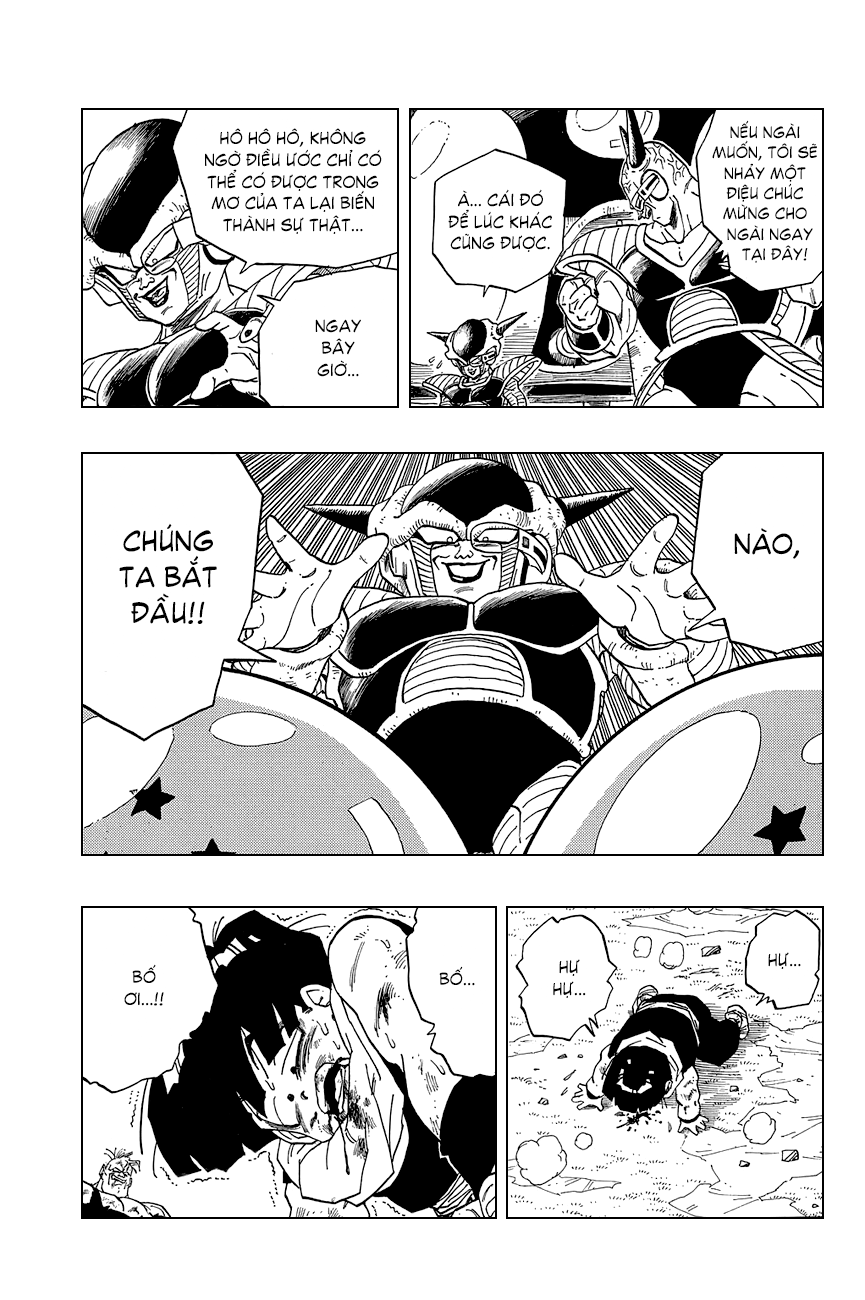 NẾU NGÀI
MUỐN, TÔI SẼ
NHẢY MỘT
ĐIỆU CHÚC
MỪNG CHO
NGÀI NGAY
TẠI ĐÂY!
À... CÁI ĐÓ
ĐỂ LÚC KHÁC
CŨNG ĐƯỢC.
HÔ HÔ HÔ, KHÔNG
NGỜ ĐIỀU ƯỚC CHỈ CÓ
THỂ CÓ ĐƯỢC TRONG
MƠ CỦA TA LẠI BIẾN
THÀNH SỰ THẬT...
NGAY
BÂY
GIỜ...
NÀO,
CHÚNG
TA BẮT
ĐẦU!!
HỰ...
HỰ
HỰ...
BỐ...
BỐ
ƠI...!!